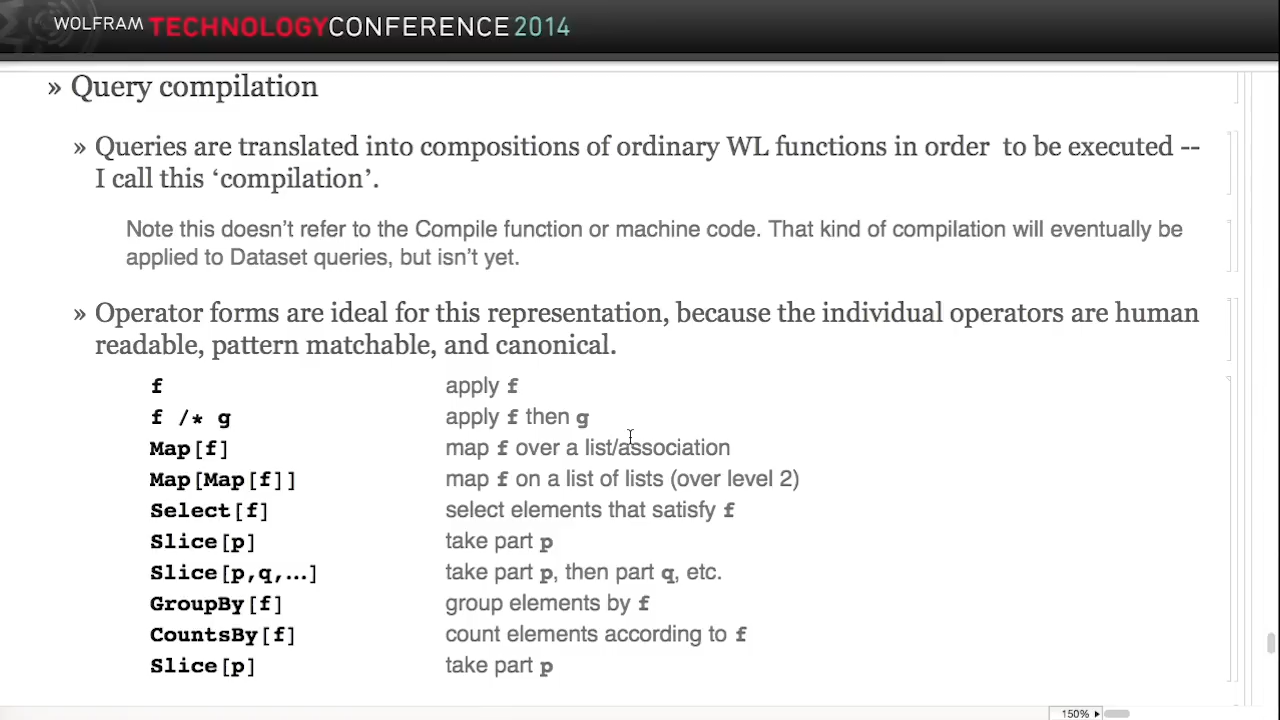 WOLFRAM TECHNOLOGYCONFERENCE 2014
» Query compilation
» Queries are translated into compositions of ordinary WL functions in order  to be executed --
I call this ‘compilation’.
Note this doesn’t refer to the Compile function or machine code. That kind of compilation will eventually be
applied to Dataset queries, but isn’t yet.
» Operator forms are ideal for this representation, because the individual operators are human
readable, pattern matchable, and canonical.
f apply f
f /* g apply f then g
Map[f] map f over a list/association
Map[Map[f]] map f on a list of lists (over level 2)
Select[f] select elements that satisfy f
Slice[p] take part p
Slice[p,q,…] take part p, then part q, etc.
GroupBy[f] group elements by f
CountsBy[f] count elements according to f
Slice[p] take part p
150%